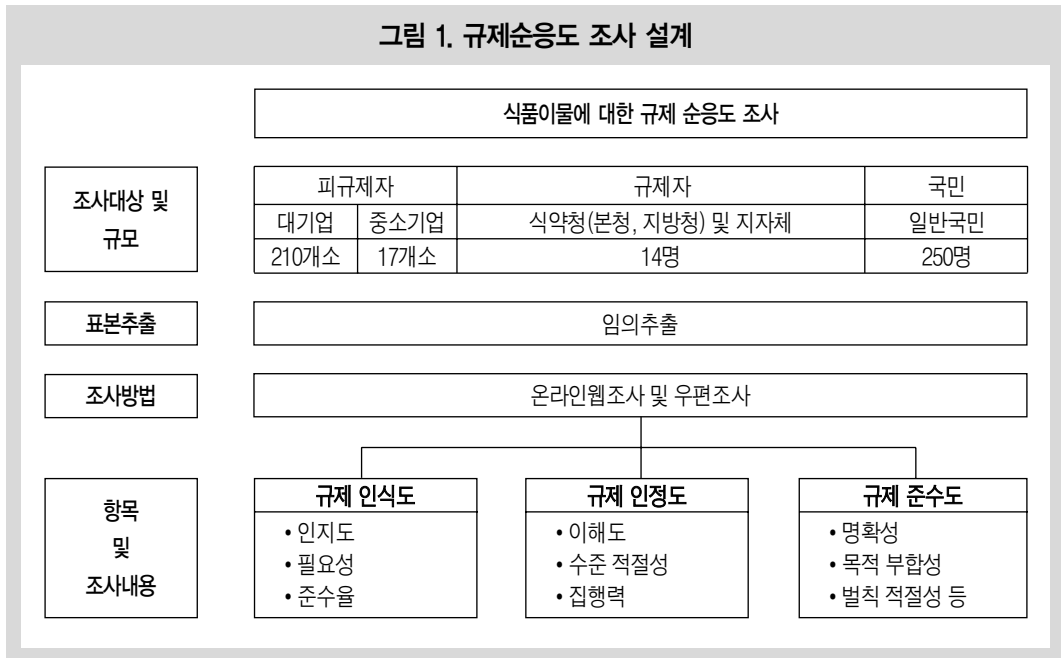 그림 1. 규제순응도 조사 설계
식품이물에 대한 규제 순응도 조사
조사대상 및
규모
피규제자 규제자 국민
대기업 중소기업 식약청(본청, 지방청) 및 지자체 일반국민
210개소 17개소 14명 250명
표본추출
임의추출
조사방법
온라인웹조사 및 우편조사
항목
및
조사내용
규제 인식도
• 인지도
• 필요성
• 준수율
규제 인정도
• 이해도
• 수준 적절성
• 집행력
규제 준수도
• 명확성
• 목적 부합성
• 벌칙 적절성 등